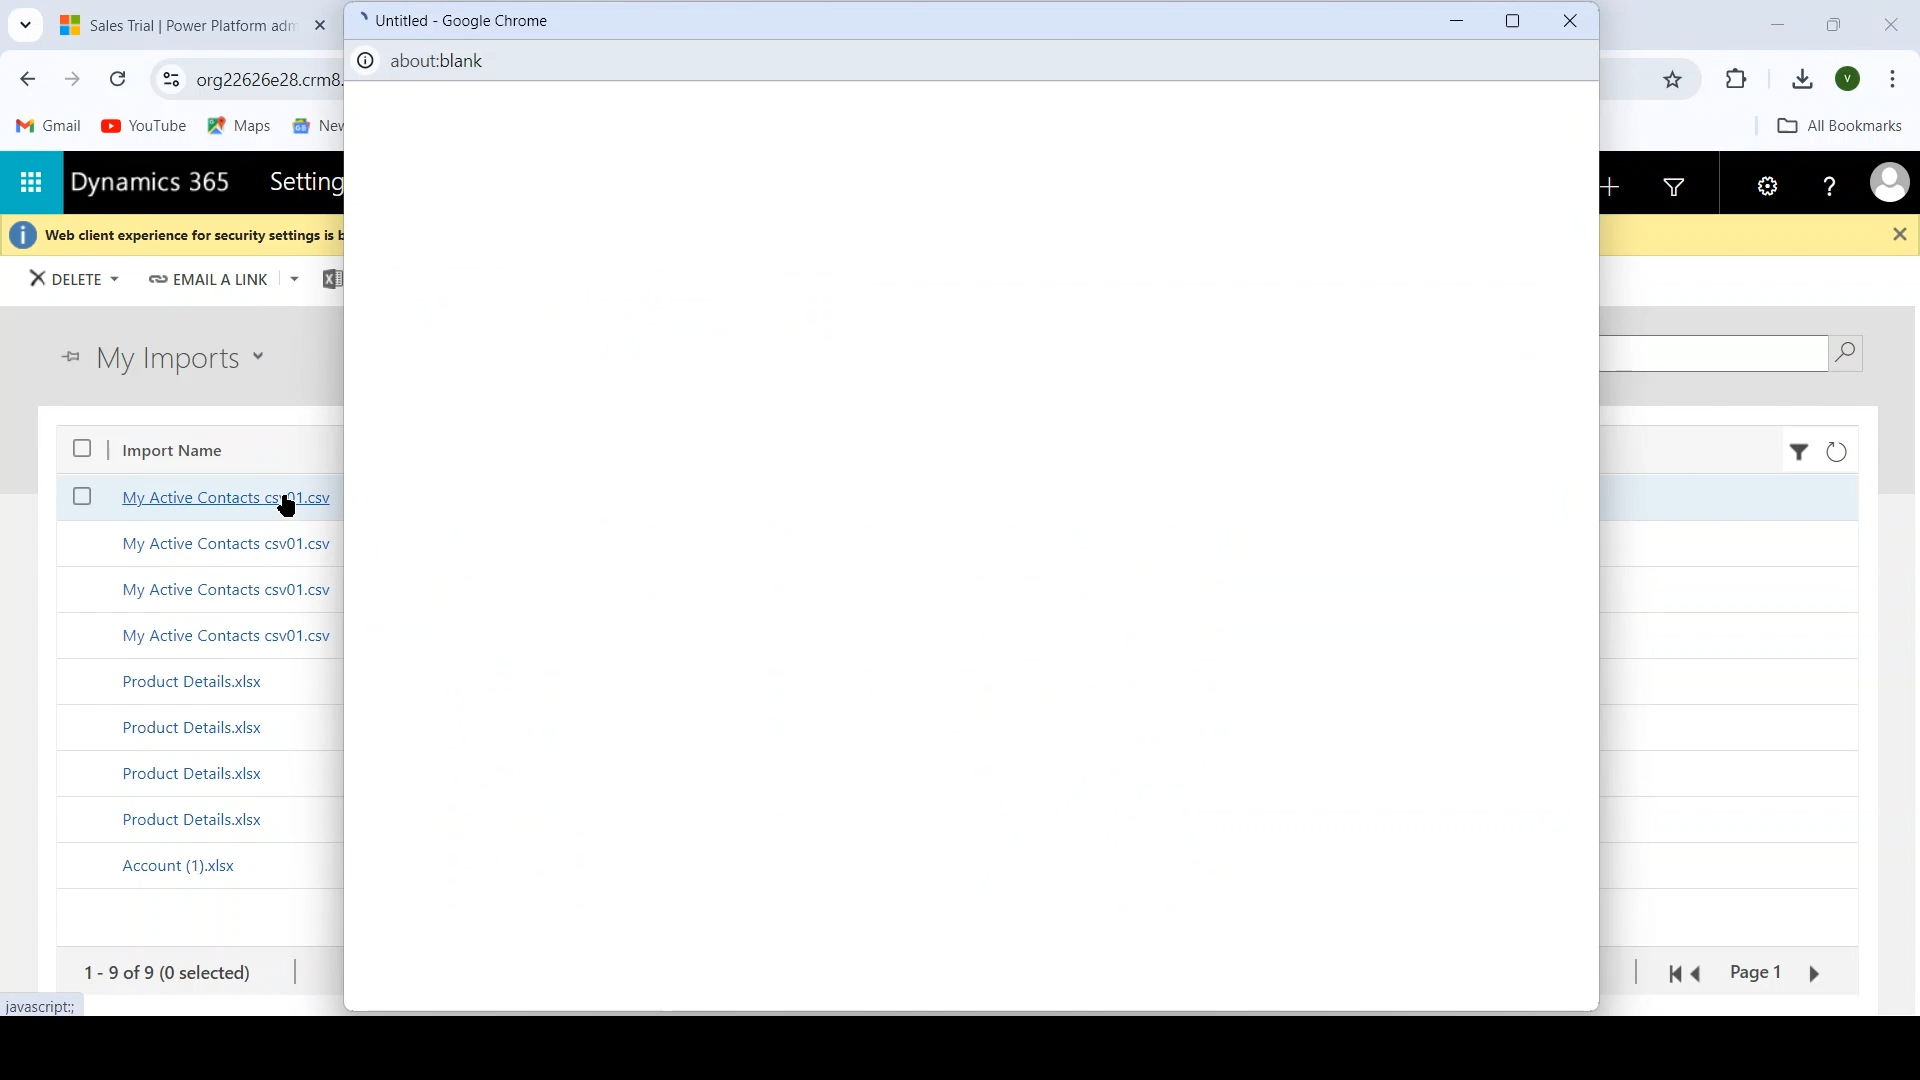 Sales Trial | Power Platform adm
Untitled - Google Chrome
about:blank
org22626e28.crm8.
V
Gmail
YouTube
Maps
New
All Bookmarks
Dynamics 365
Setting
Web client experience for security settings is b
DELETE
EMAIL A LINK
My Imports
Import Name
My Active Contacts csv01.csv
My Active Contacts csv01.csv
My Active Contacts csv01.csv
My Active Contacts csv01.csv
Product Details.xlsx
Product Details.xlsx
Product Details.xlsx
Product Details.xlsx
Account (1).xlsx
1 - 9 of 9 (0 selected)
Page 1
javascript:;